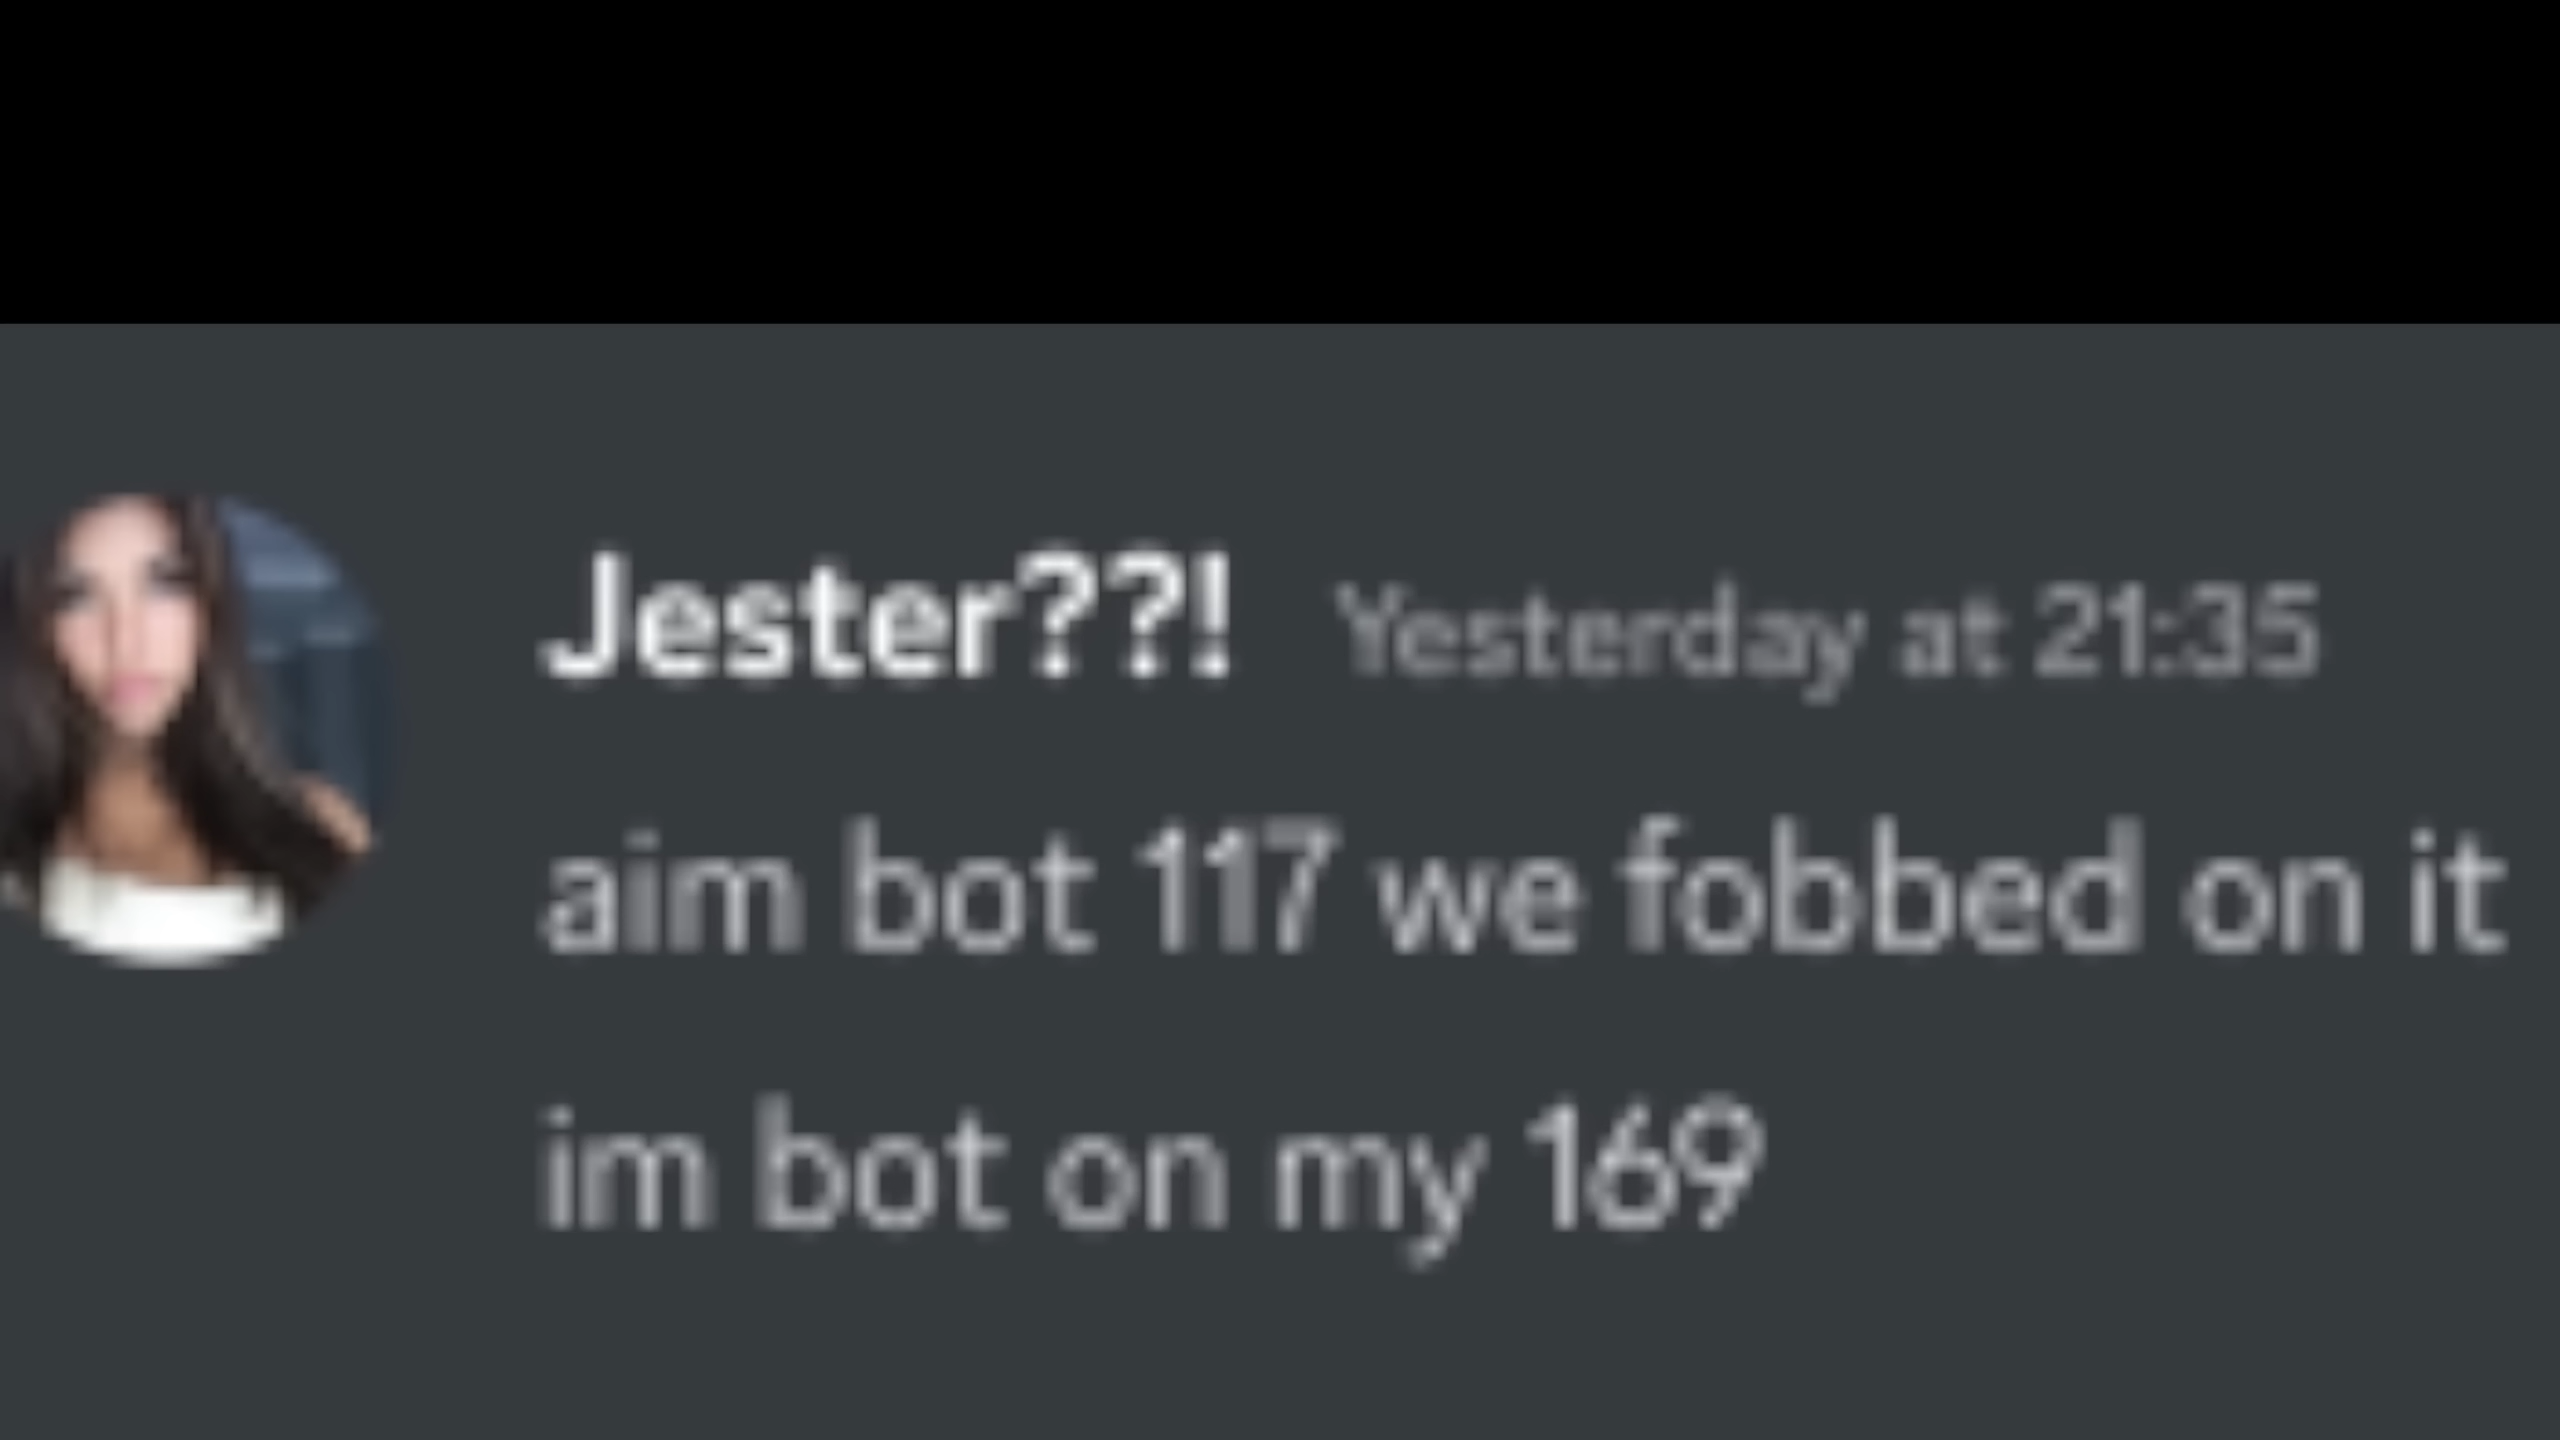 Jester??! Yesterday at 21:35
aim bot 117 we fobbed on it
im bot on my 169